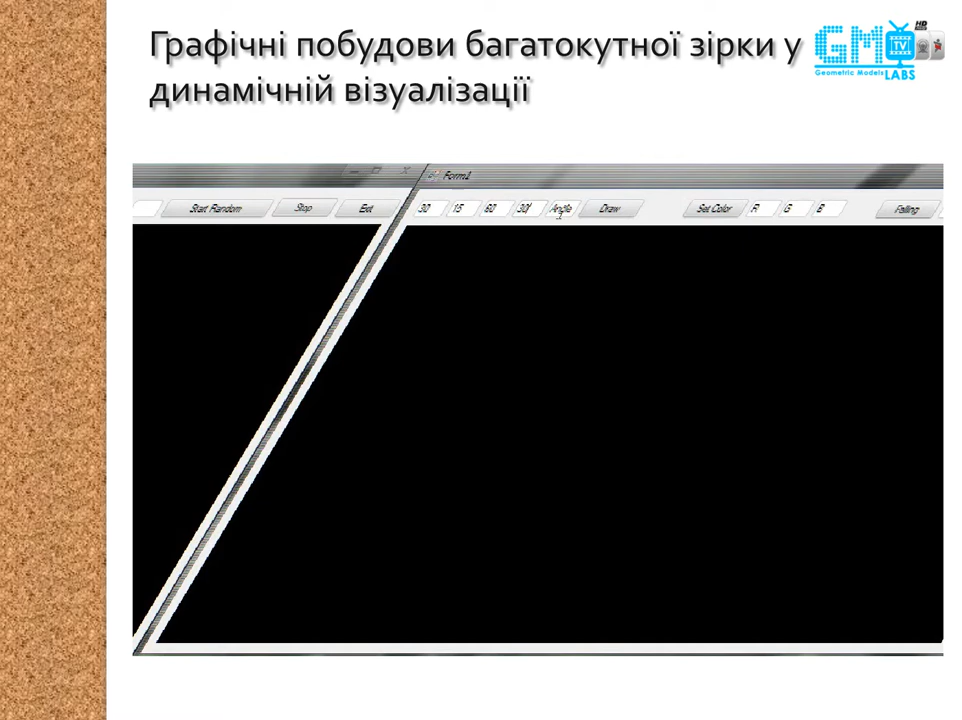 Графічні побудови багатокутної зірки у
динамічній візуалізації
GM TV HD
Geometric Models LABS
Form1
Start Random Stop Exit 30 15 60 30 Angle Draw Set Color R G B Falling